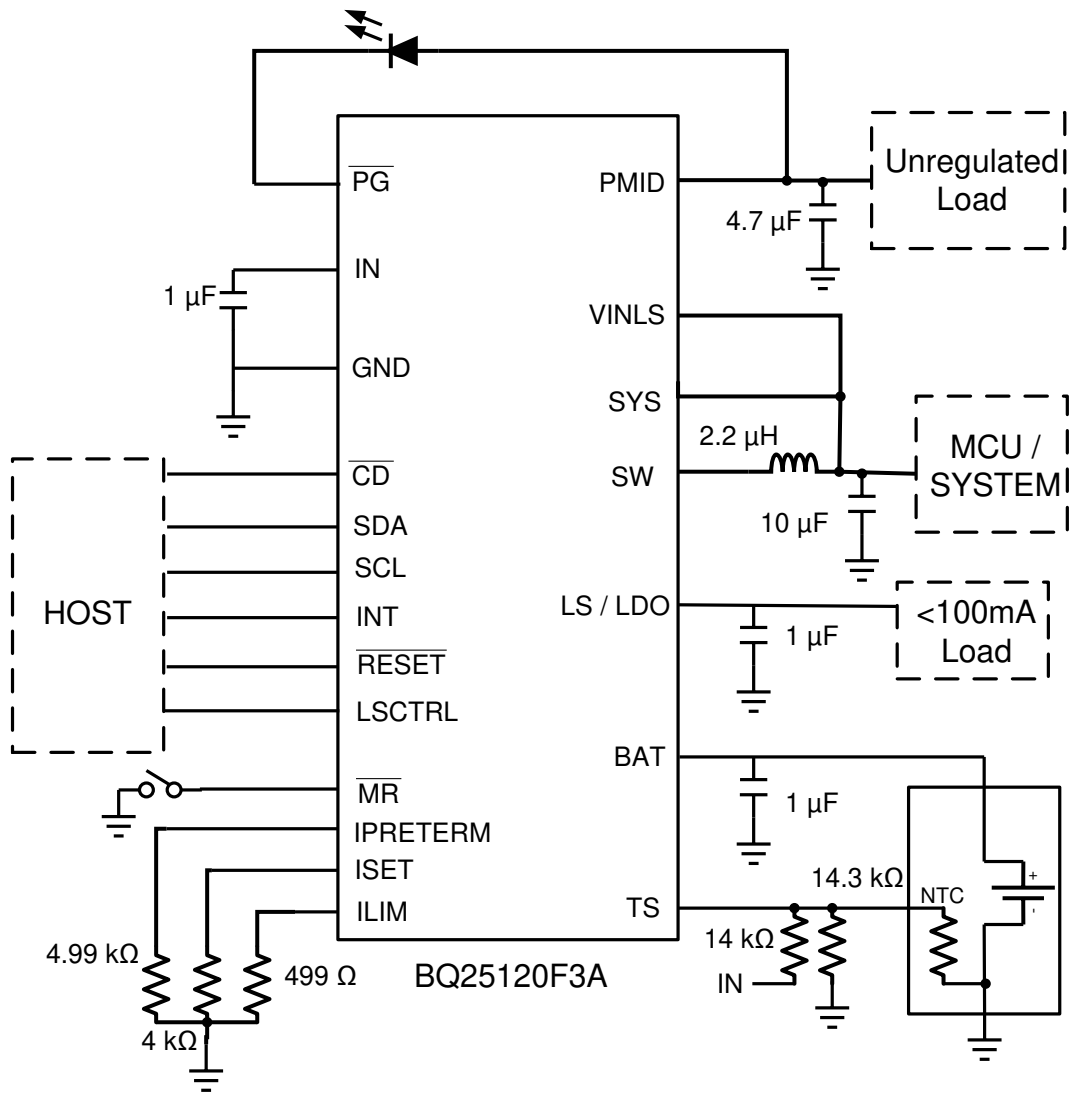 PG
PMID
Unregulated
Load
4.7 µF
IN
1 µF
VINLS
GND
SYS
2.2 µH
MCU /
SYSTEM
CD
SW
10 µF
SDA
SCL
HOST
INT
LS / LDO
<100mA
Load
1 µF
RESET
LSCTRL
BAT
MR
1 µF
IPRETERM
ISET
14.3 kΩ
NTC
+
-
ILIM
TS
14 kΩ
4.99 kΩ
499 Ω
BQ25120F3A
IN
4 kΩ